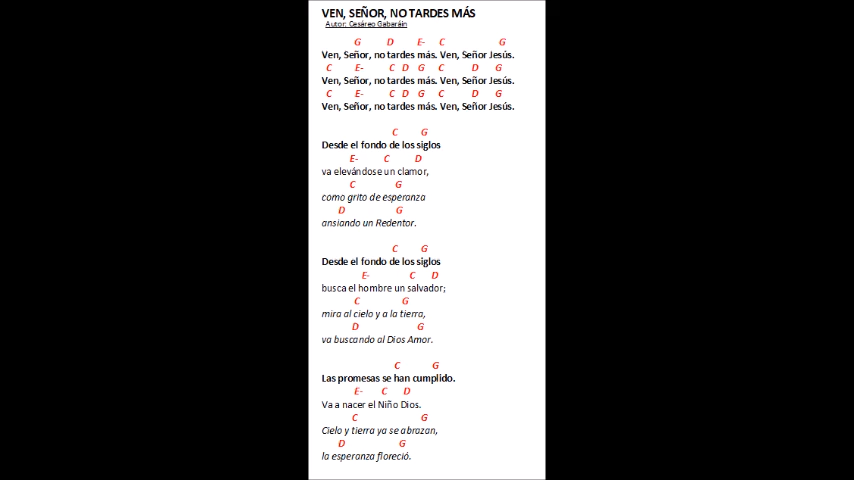 VEN, SEÑOR, NO TARDES MÁS
Autor: Cesáreo Gabaráin
G D E- C G
Ven, Señor, no tardes más. Ven, Señor Jesús.
C E- C D G C D G
Ven, Señor, no tardes más. Ven, Señor Jesús.
C E- C D G C D G
Ven, Señor, no tardes más. Ven, Señor Jesús.
C G
Desde el fondo de los siglos
E- C D
va elevándose un clamor,
C G
como grito de esperanza
D G
ansiando un Redentor.
C G
Desde el fondo de los siglos
E- C D
busca el hombre un salvador;
C G
mira al cielo y a la tierra,
D G
va buscando al Dios Amor.
C G
Las promesas se han cumplido.
E- C D
Va a nacer el Niño Dios.
C G
Cielo y tierra ya se abrazan,
D G
la esperanza floreció.